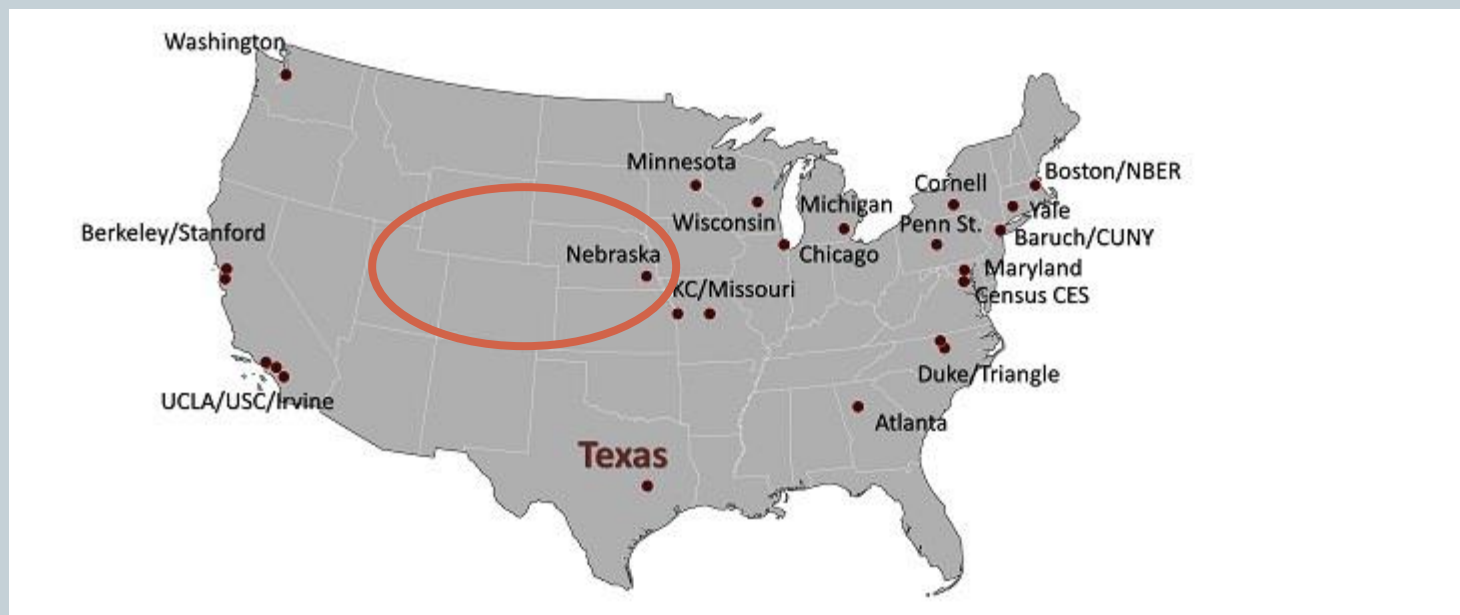 Washington
Minnesota
Boston/NBER
Cornell
Michigan
Yale
Wisconsin
Penn St.
Berkeley/Stanford
Baruch/CUNY
Nebraska
Chicago
Maryland
KC/Missouri
Census CES
Duke/Triangle
UCLA/USC/Irvine
Atlanta
Texas